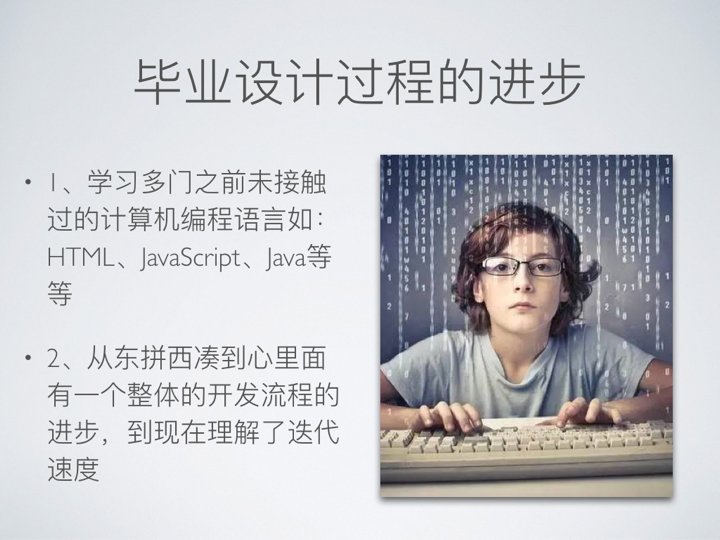 毕业设计过程的进步
• 1、学习多门之前未接触
过的计算机编程语言如：
HTML、JavaScript、Java等
等
• 2、从东拼西凑到心里面
有一个整体的开发流程的
进步，到现在理解了迭代
速度